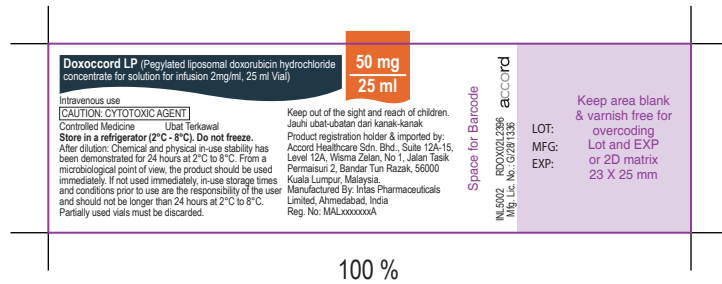 Doxoccord LP (Pegylated liposomal doxorubicin hydrochloride
concentrate for solution for infusion 2mg/ml, 25 ml Vial)
50 mg
25 ml
Intravenous use
CAUTION: CYTOTOXIC AGENT
Controlled Medicine Ubat Terkawal
Store in a refrigerator (2°C - 8°C). Do not freeze.
After dilution: Chemical and physical in-use stability has
been demonstrated for 24 hours at 2°C to 8°C. From a
microbiological point of view, the product should be used
immediately. If not used immediately, in-use storage times
and conditions prior to use are the responsibility of the user
and should not be longer than 24 hours at 2°C to 8°C.
Partially used vials must be discarded.
Keep out of the sight and reach of children.
Jauhi ubat-ubatan dari kanak-kanak
Product registration holder & imported by:
Accord Healthcare Sdn. Bhd., Suite 12A-15,
Level 12A, Wisma Zelan, No 1, Jalan Tasik
Permaisuri 2, Bandar Tun Razak, 56000
Kuala Lumpur, Malaysia.
Manufactured By: Intas Pharmaceuticals
Limited, Ahmedabad, India
Reg. No: MALxxxxxxxA
Space for Barcode
INL5002 RDOX02L2396
Mfg. Lic. No.: G/28/1336
accord
LOT:
MFG:
EXP:
Keep area blank
& varnish free for
overcoding
Lot and EXP
or 2D matrix
23 X 25 mm
100 %